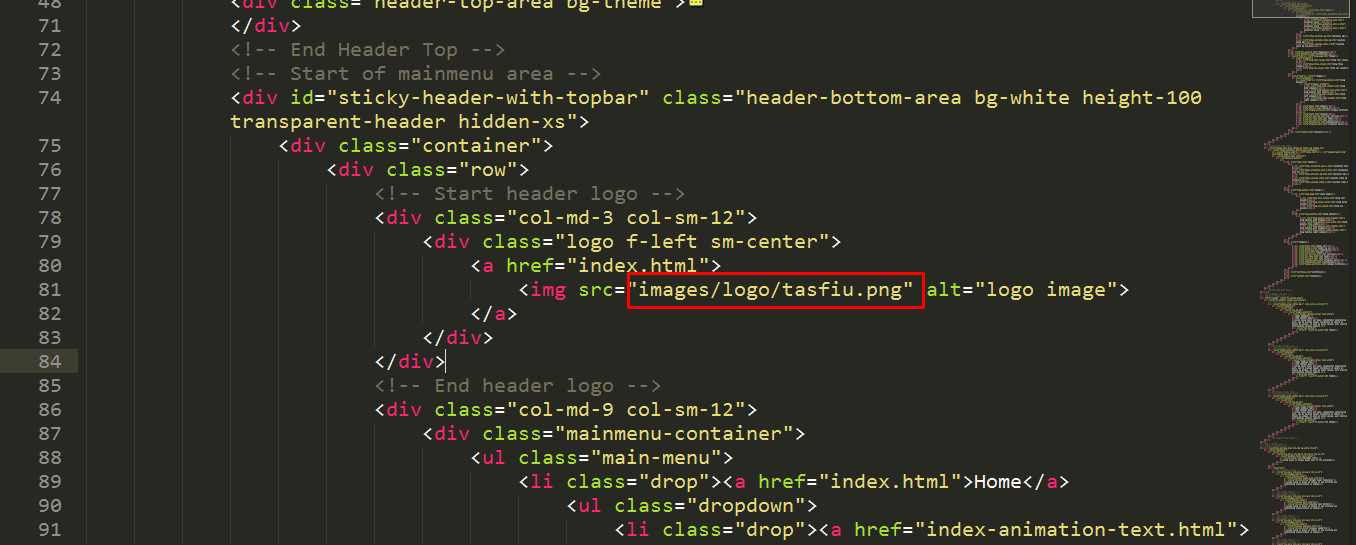 48 <div class="header-top-area bg-theme">
71 </div>
72 <!-- End Header Top -->
73 <!-- Start of mainmenu area -->
74 <div id="sticky-header-with-topbar" class="header-bottom-area bg-white height-100
transparent-header hidden-xs">
75 <div class="container">
76 <div class="row">
77 <!-- Start header logo -->
78 <div class="col-md-3 col-sm-12">
79 <div class="logo f-left sm-center">
80 <a href="index.html">
81 <img src="images/logo/tasfiu.png" alt="logo image">
82 </a>
83 </div>
84 </div>
85 <!-- End header logo -->
86 <div class="col-md-9 col-sm-12">
87 <div class="mainmenu-container">
88 <ul class="main-menu">
89 <li class="drop"><a href="index.html">Home</a>
90 <ul class="dropdown">
91 <li class="drop"><a href="index-animation-text.html">